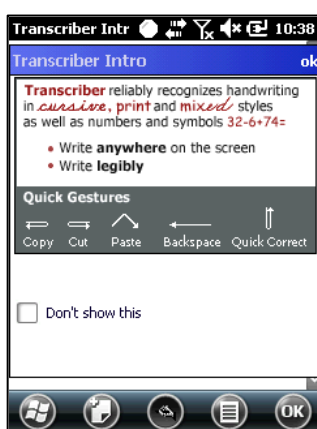 Transcriber Intr 10:38
Transcriber Intro ok
Transcriber reliably recognizes handwriting
in cursive, print and mixed styles
as well as numbers and symbols 32-6+74=
• Write anywhere on the screen
• Write legibly
Quick Gestures
Copy Cut Paste Backspace Quick Correct
Don't show this
OK